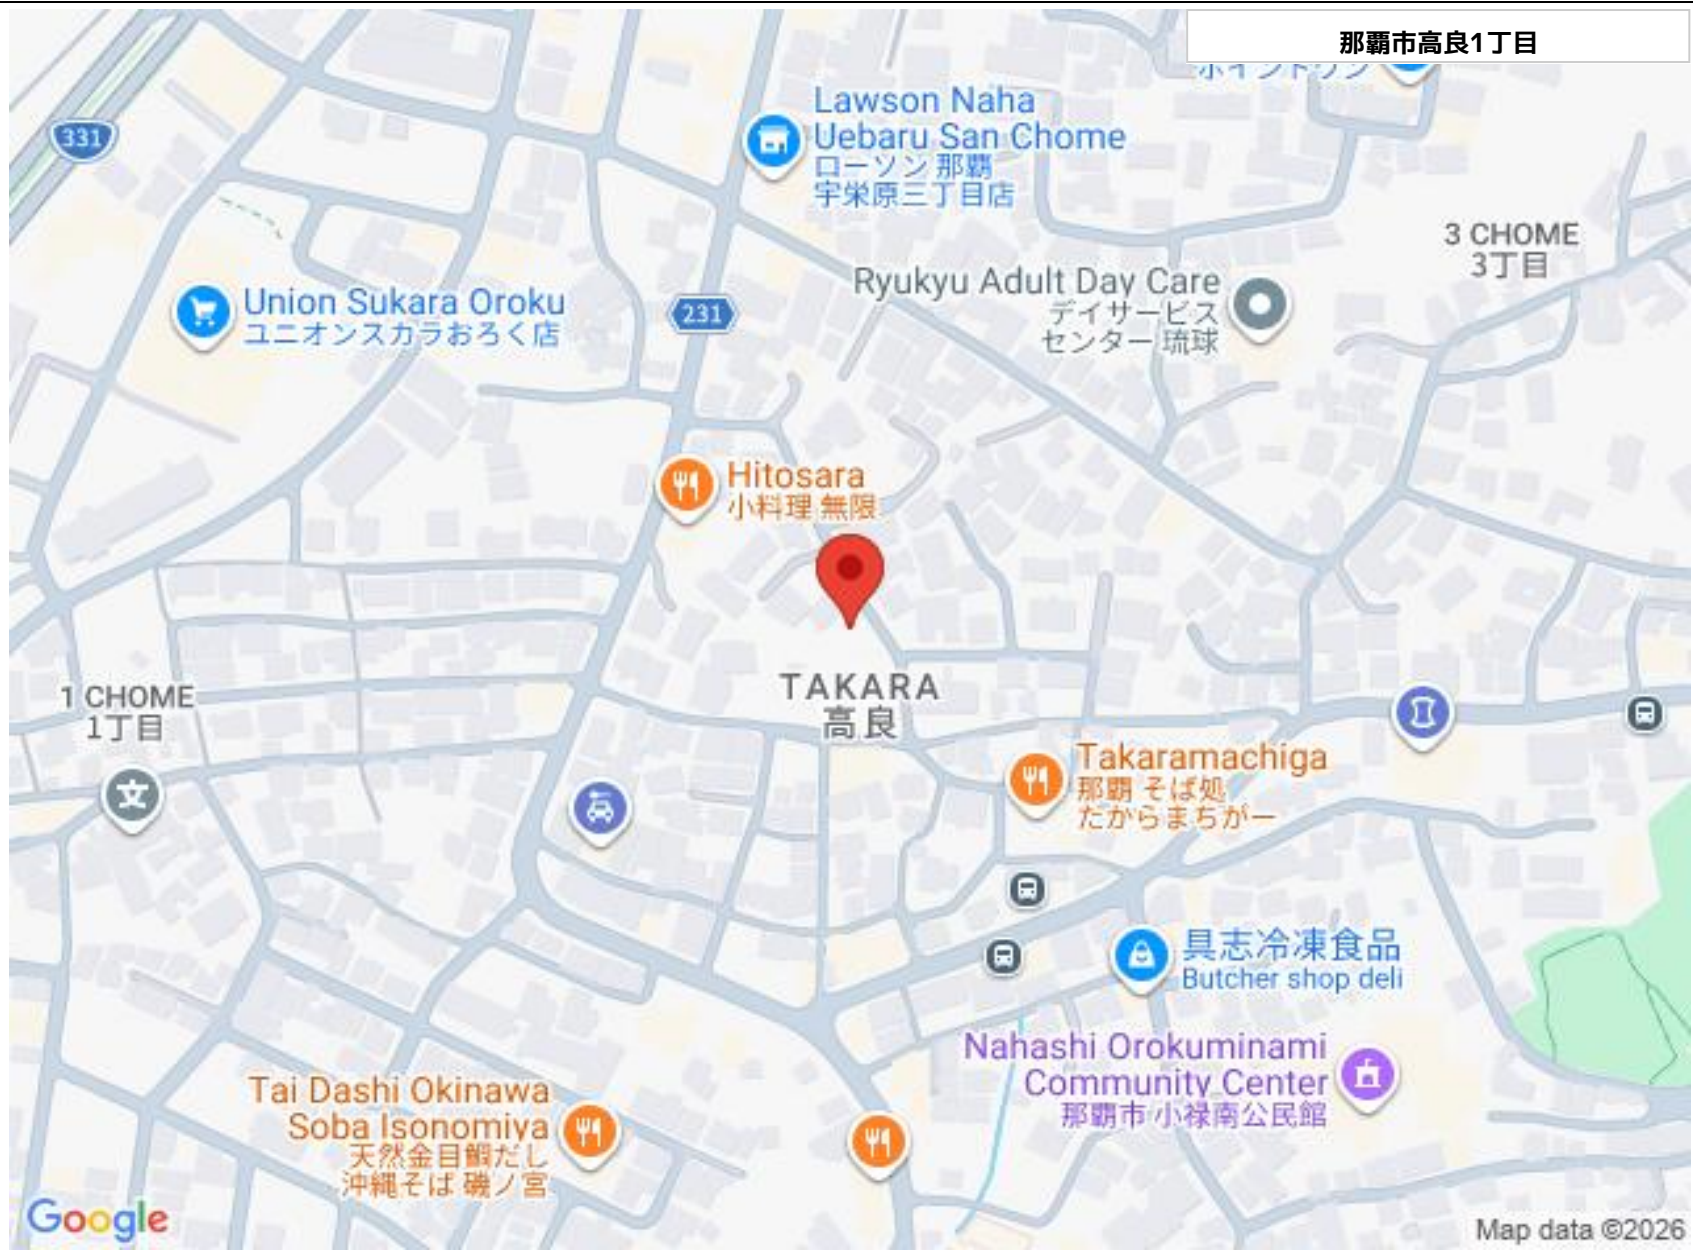 那覇市高良1丁目
331
Lawson Naha
Uebaru San Chome
ローソン 那覇
宇栄原三丁目店
3 CHOME
3丁目
Ryukyu Adult Day Care
デイサービス
センター 琉球
Union Sukara Oroku
ユニオンスカラおろく店
231
Hitosara
小料理 無限
TAKARA
高良
1 CHOME
1丁目
文
Takaramachiga
那覇 そば処
たからまちがー
具志冷凍食品
Butcher shop deli
Nahashi Orokuminami
Community Center
那覇市 小禄南公民館
Tai Dashi Okinawa
Soba Isonomiya
天然金目鯛だし
沖縄そば 磯ノ宮
Google
Map data ©2026